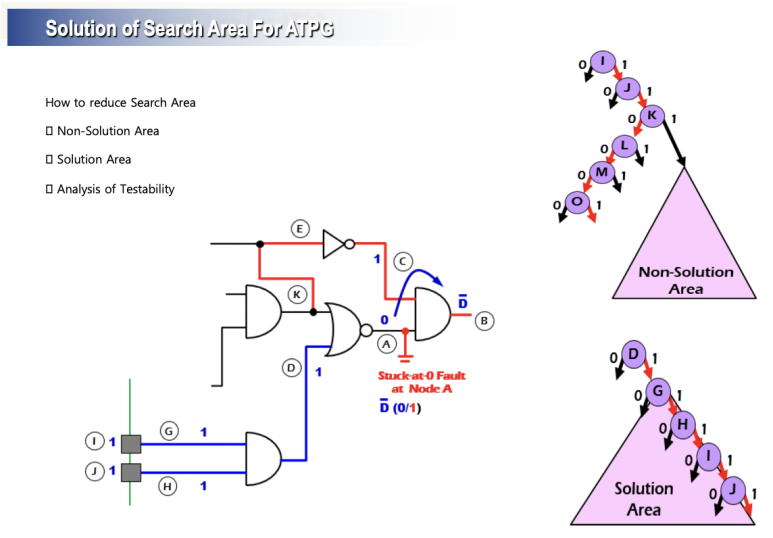 Solution of Search Area For ATPG
How to reduce Search Area
▯ Non-Solution Area
▯ Solution Area
▯ Analysis of Testability
E
1
C
K
0
D̅
B
A
D
1
Stuck-at-0 Fault
at Node A
D̅ (0/1)
I 1
G
1
J 1
H
1
0 I 1
0 J 1
0 K 1
0 L 1
0 M 1
0 O 1
Non-Solution
Area
0 D 1
0 G 1
0 H 1
0 I 1
0 J 1
Solution
Area